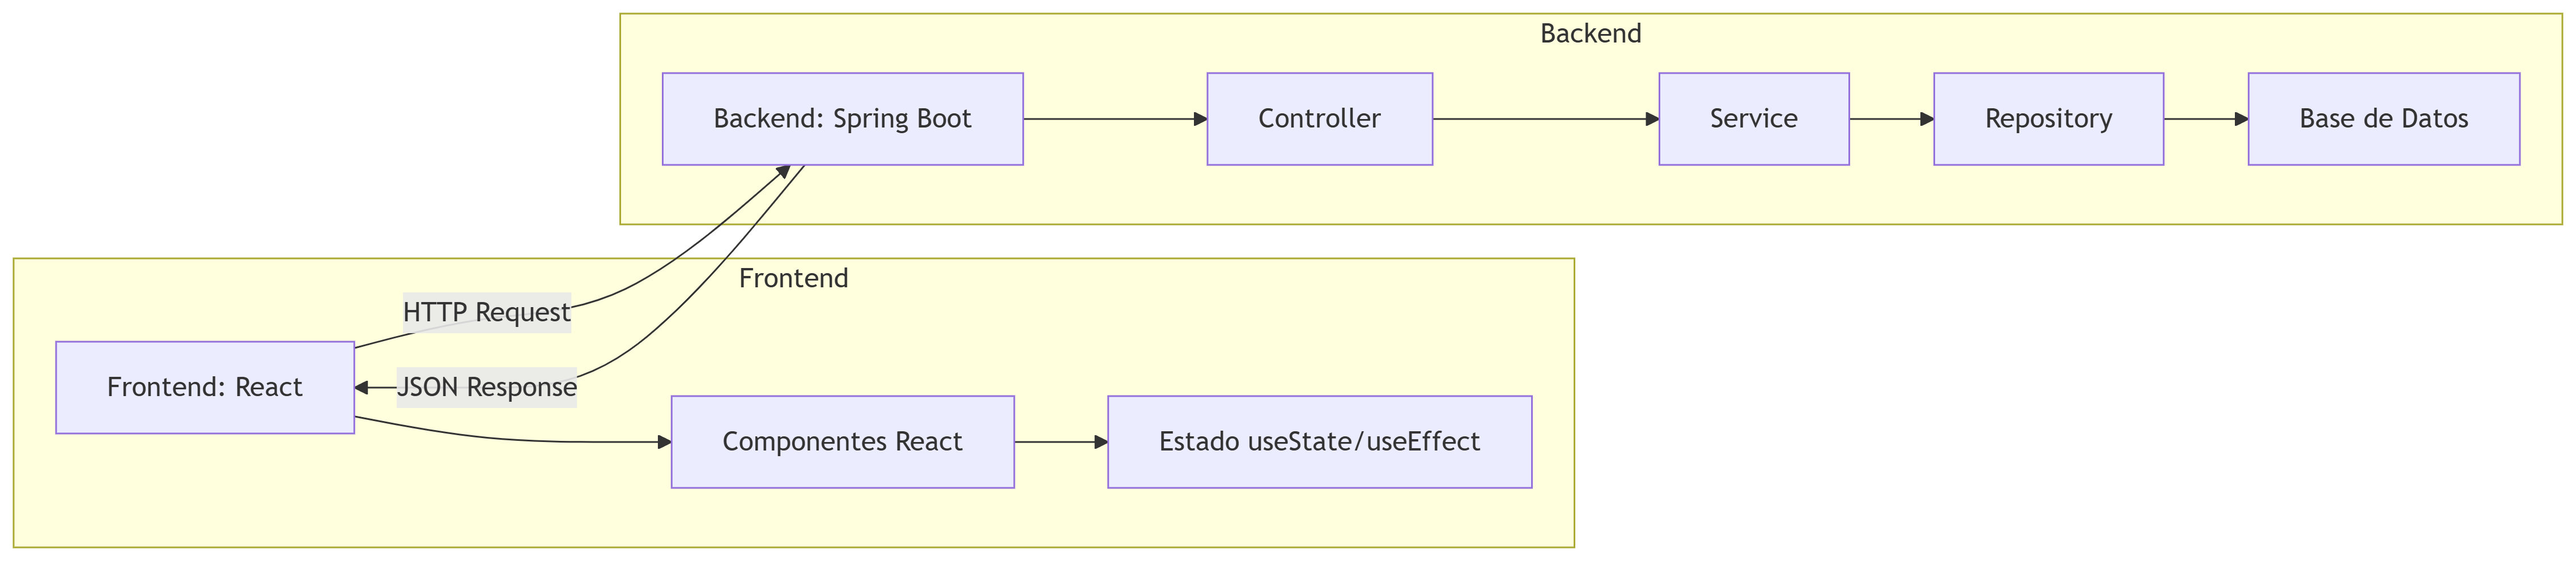 Backend
Backend: Spring Boot
Controller
Service
Repository
Base de Datos
Frontend
HTTP Request
JSON Response
Frontend: React
Componentes React
Estado useState/useEffect